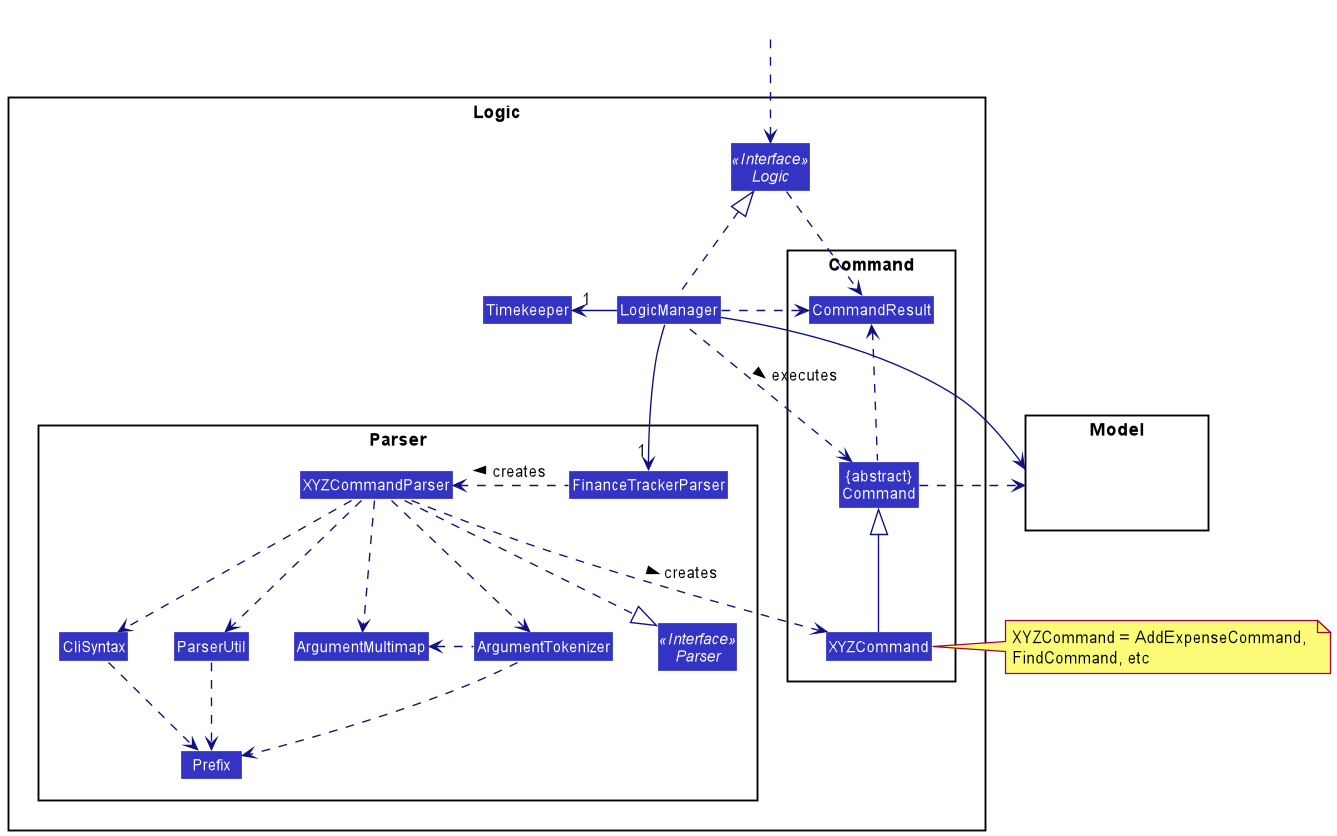 Logic
«Interface»
Logic
Command
Timekeeper
1
LogicManager
CommandResult
executes
Model
Parser
1
XYZCommandParser
creates
FinanceTrackerParser
{abstract}
Command
creates
CliSyntax
ParserUtil
ArgumentMultimap
ArgumentTokenizer
«Interface»
Parser
XYZCommand
XYZCommand = AddExpenseCommand,
FindCommand, etc
Prefix